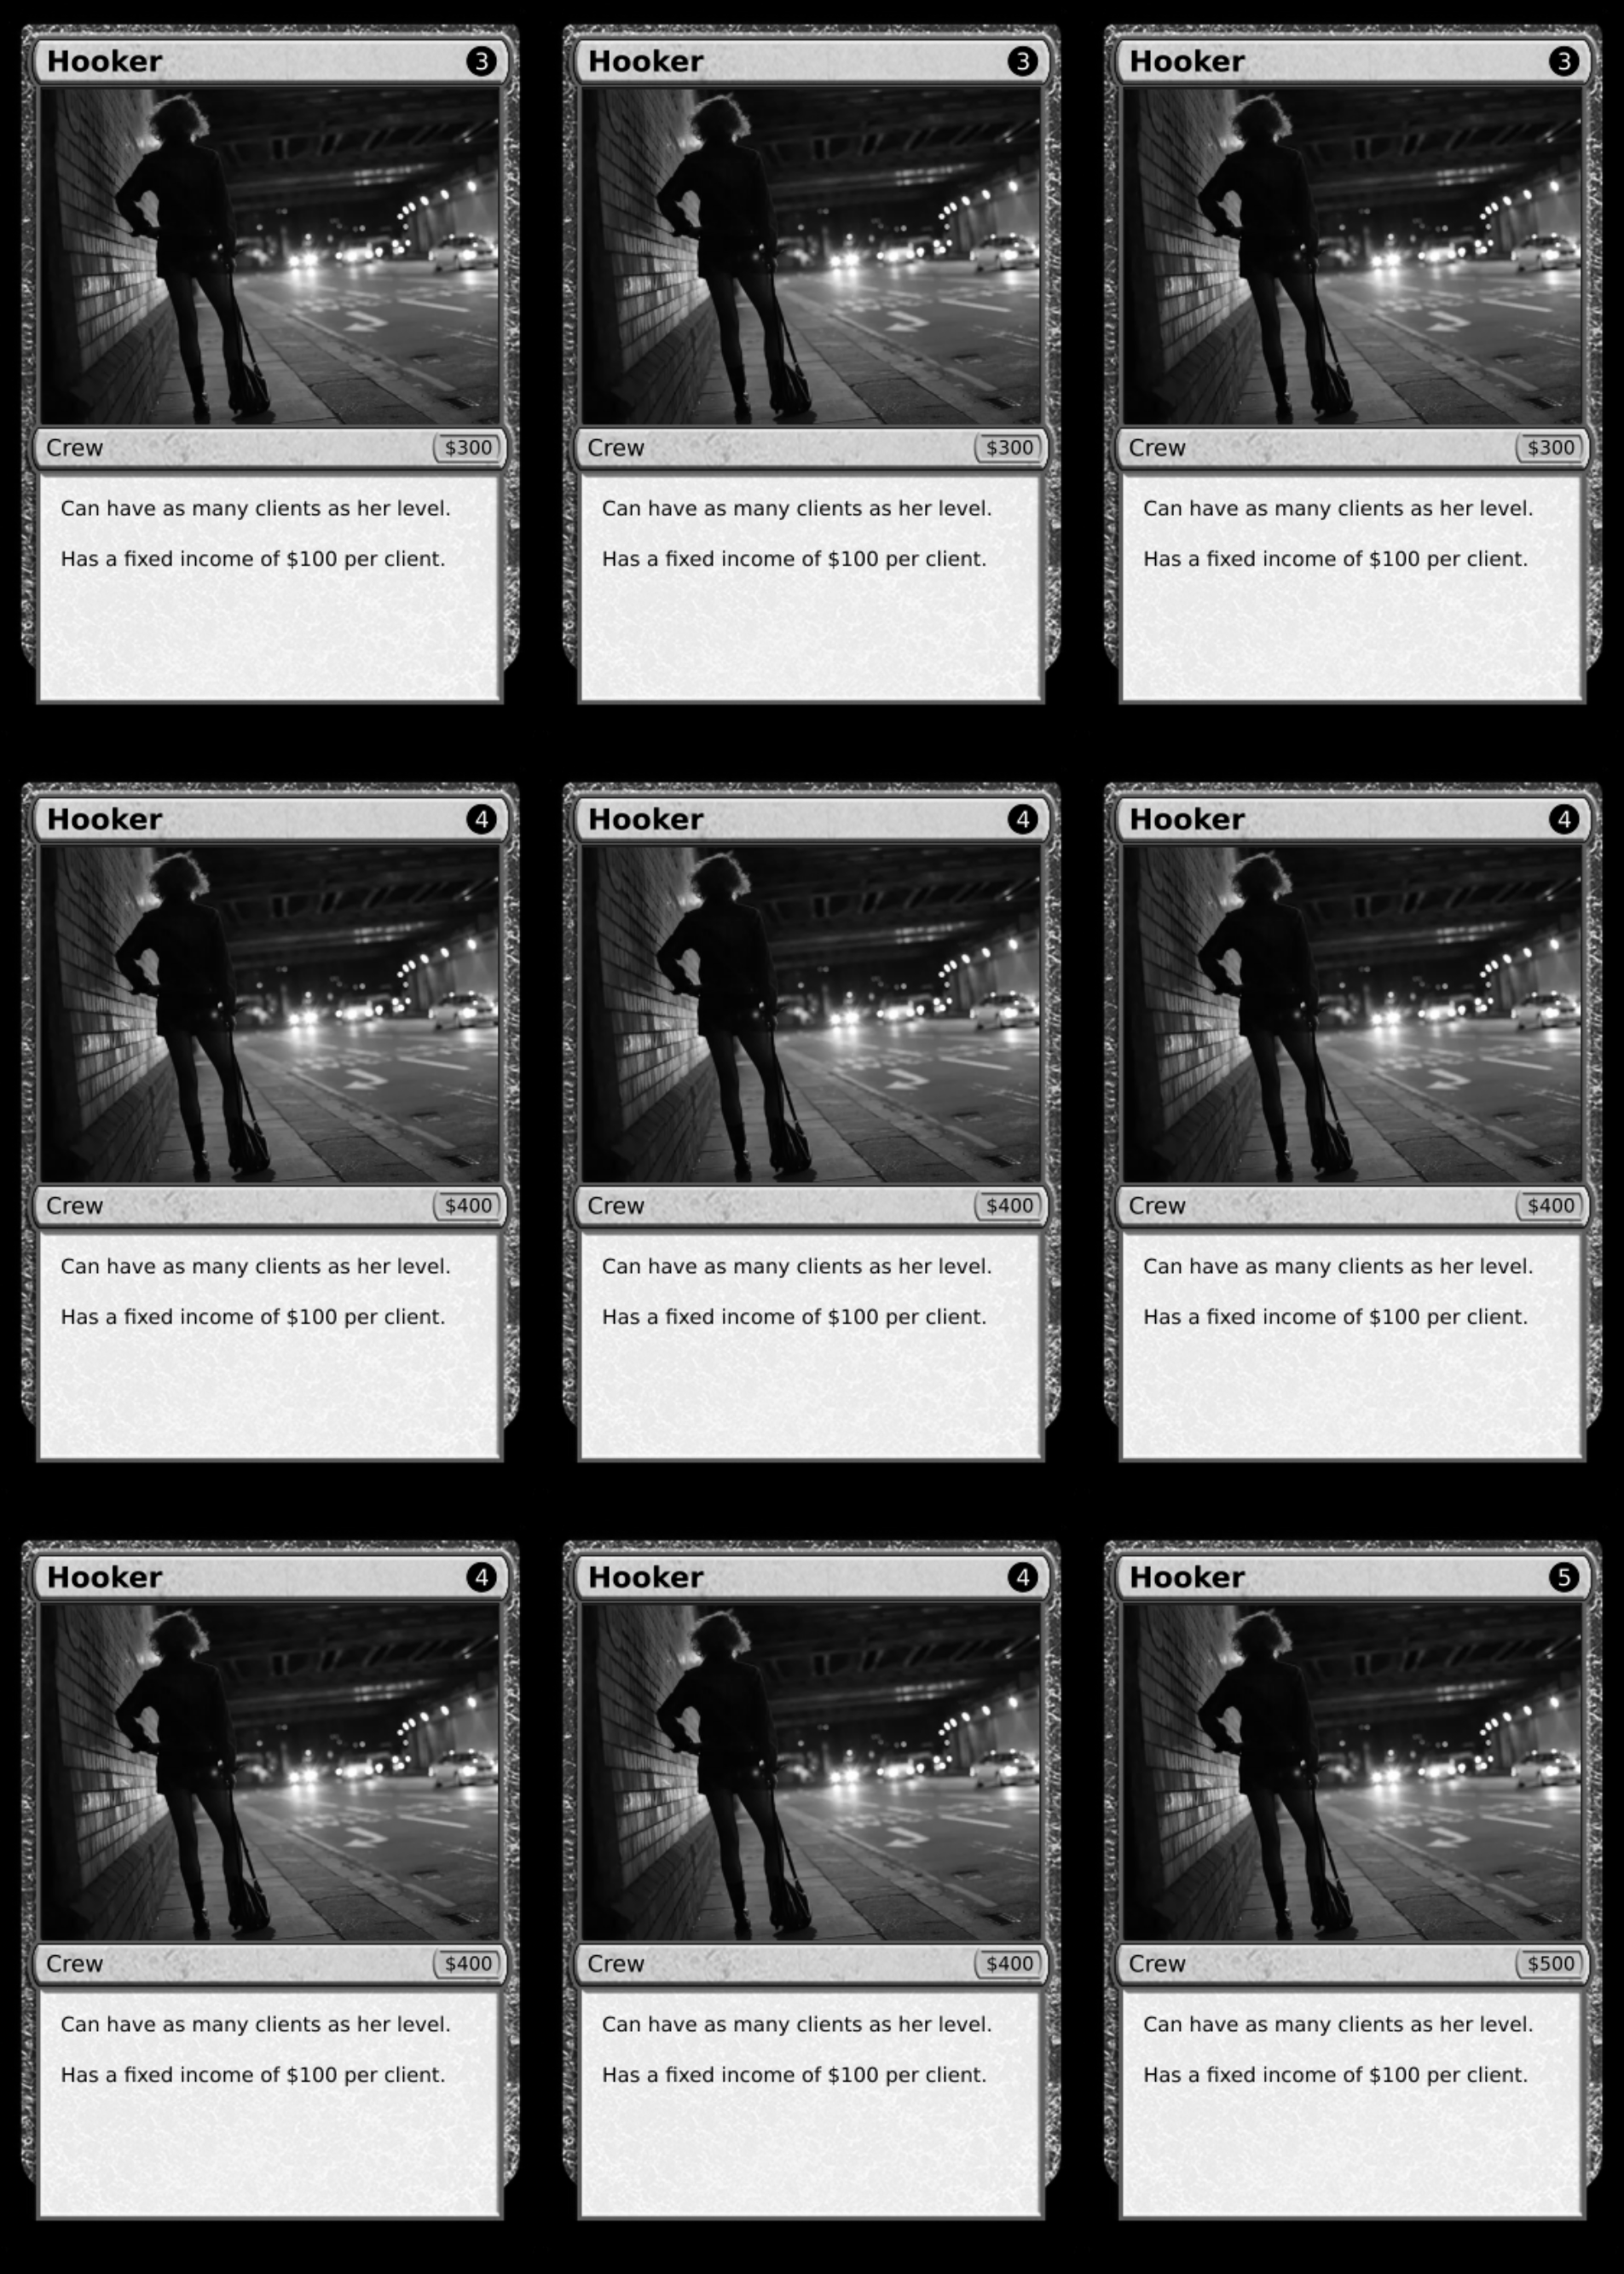 Hooker 3
Crew $300
Can have as many clients as her level.
Has a fixed income of $100 per client.
Hooker 3
Crew $300
Can have as many clients as her level.
Has a fixed income of $100 per client.
Hooker 3
Crew $300
Can have as many clients as her level.
Has a fixed income of $100 per client.
Hooker 4
Crew $400
Can have as many clients as her level.
Has a fixed income of $100 per client.
Hooker 4
Crew $400
Can have as many clients as her level.
Has a fixed income of $100 per client.
Hooker 4
Crew $400
Can have as many clients as her level.
Has a fixed income of $100 per client.
Hooker 4
Crew $400
Can have as many clients as her level.
Has a fixed income of $100 per client.
Hooker 4
Crew $400
Can have as many clients as her level.
Has a fixed income of $100 per client.
Hooker 5
Crew $500
Can have as many clients as her level.
Has a fixed income of $100 per client.